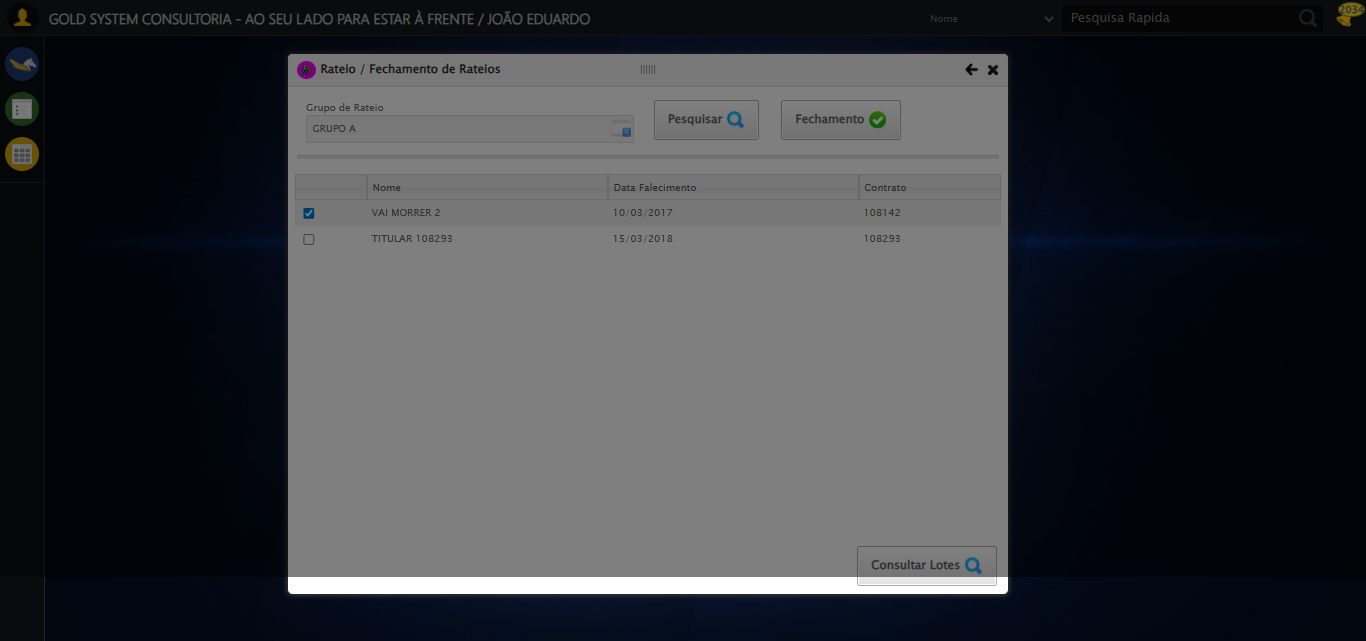 GOLD SYSTEM CONSULTORIA - AO SEU LADO PARA ESTAR À FRENTE / JOÃO EDUARDO
Nome
Pesquisa Rapida
2034
Rateio / Fechamento de Rateios
Grupo de Rateio
GRUPO A
Pesquisar
Fechamento
Nome Data Falecimento Contrato
VAI MORRER 2 10/03/2017 108142
TITULAR 108293 15/03/2018 108293
Consultar Lotes